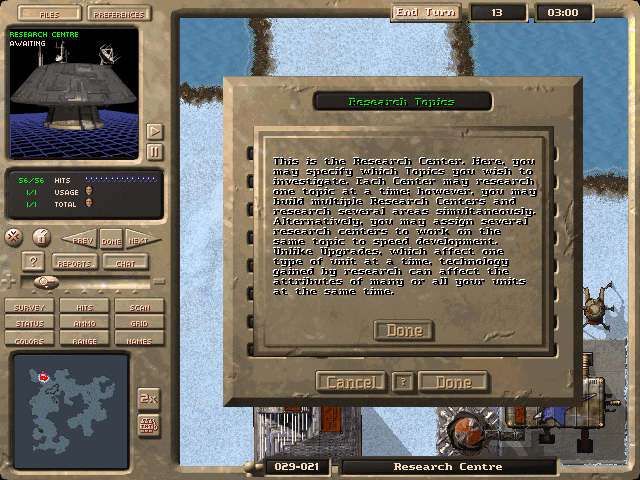 FILES
PREFERENCES
End Turn
13
03:00
RESEARCH CENTRE
AWAITING
Research Topics
This is the Research Center. Here, you
may specify which Topics you wish to
investigate. Each Center may research
one topic at a time however, you may
build multiple Research Centers and
research several areas simultaneously.
Alternatively, you may assign several
research centers to work on the
same topic to speed development.
Unlike Upgrades, which affect one
type of unit at a time, technology
gained by research can affect the
attributes of many or all your units
at the same time.
Done
Cancel
?
Done
56/56 HITS
1/1 USAGE
1/1 TOTAL
PREV
DONE
NEXT
?
REPORTS
CHAT
SURVEY
HITS
SCAN
STATUS
AMMO
GRID
COLORS
RANGE
NAMES
2x
029-021
Research Centre